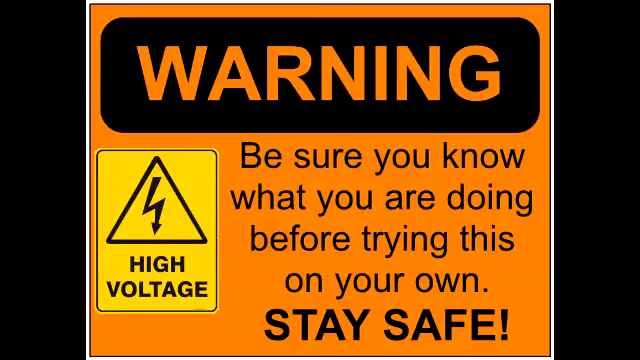 WARNING
HIGH
VOLTAGE
Be sure you know
what you are doing
before trying this
on your own.
STAY SAFE!